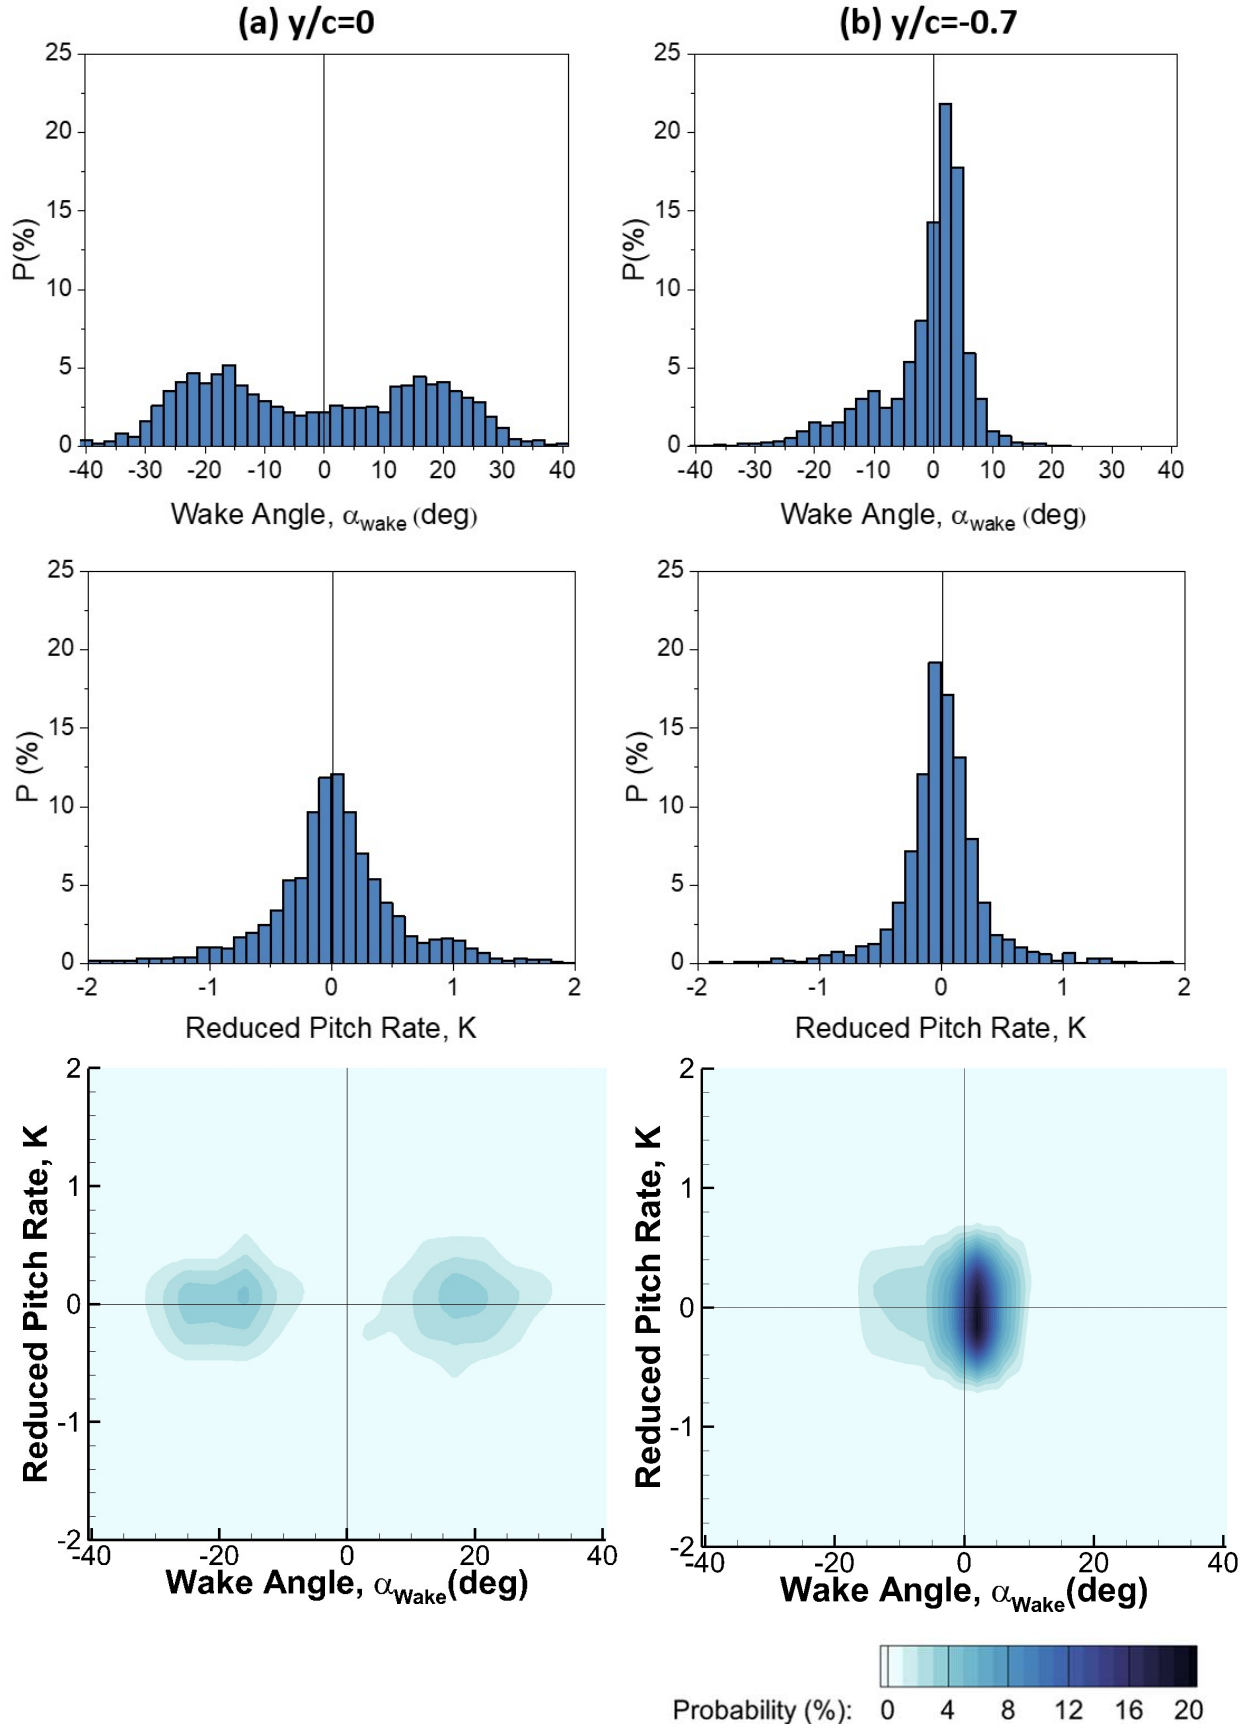 (a) y/c=0
(b) y/c=-0.7
25
20
15
10
5
0
P(%)
-40 -30 -20 -10 0 10 20 30 40
Wake Angle, αwake (deg)
25
20
15
10
5
0
P(%)
-40 -30 -20 -10 0 10 20 30 40
Wake Angle, αwake (deg)
25
20
15
10
5
0
P (%)
-2 -1 0 1 2
Reduced Pitch Rate, K
25
20
15
10
5
0
P (%)
-2 -1 0 1 2
Reduced Pitch Rate, K
2
1
0
-1
-2
Reduced Pitch Rate, K
-40 -20 0 20 40
Wake Angle, αWake(deg)
2
1
0
-1
-2
Reduced Pitch Rate, K
-40 -20 0 20 40
Wake Angle, αWake(deg)
Probability (%): 0 4 8 12 16 20